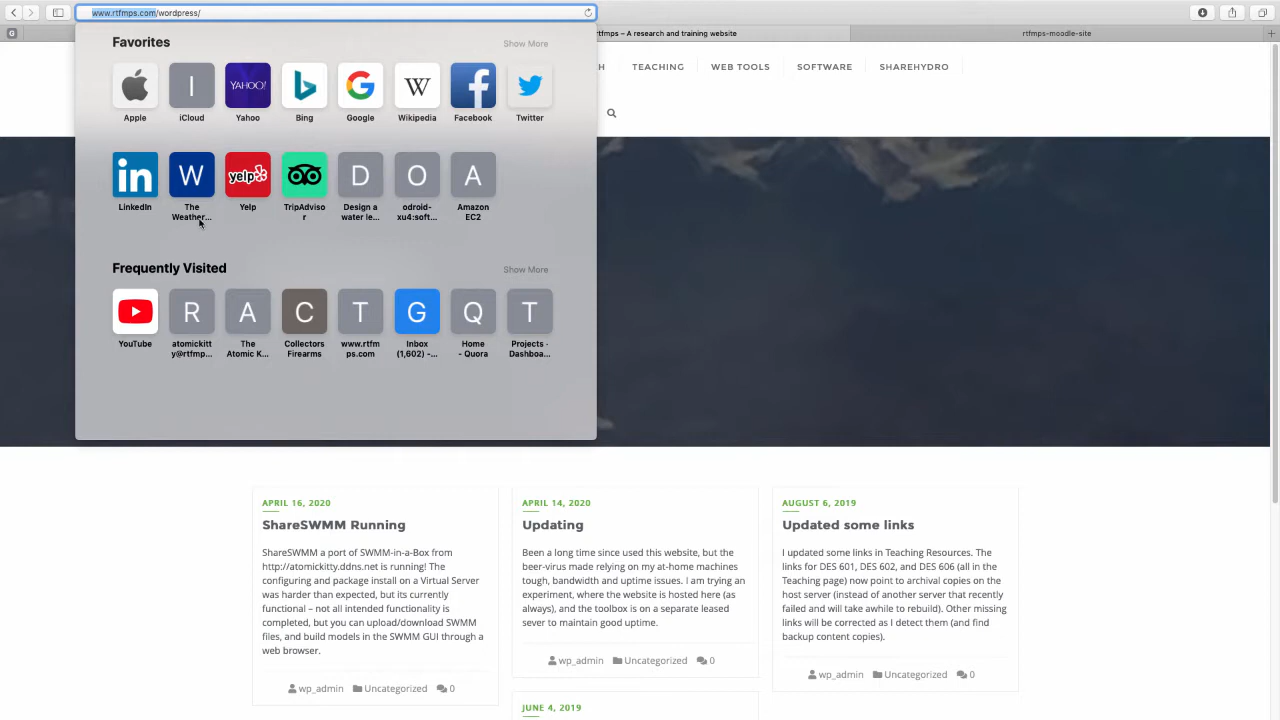 www.rtfmps.com/wordpress/
G
rtfmps – A research and training website
rtfmps-moodle-site
H
TEACHING
WEB TOOLS
SOFTWARE
SHAREHYDRO
Favorites
Show More
I
YAHOO!
W
Apple
iCloud
Yahoo
Bing
Google
Wikipedia
Facebook
Twitter
in
W
yelp
D
O
A
LinkedIn
The
Weather...
Yelp
TripAdviso
r
Design a
water le...
odroid-
xu4:soft...
Amazon
EC2
Frequently Visited
Show More
R
A
C
T
G
Q
T
YouTube
atomickitt
y@rtfmp...
The
Atomic K...
Collectors
Firearms
www.rtfm
ps.com
Inbox
(1,602) -...
Home
- Quora
Projects ·
Dashboa...
APRIL 16, 2020
ShareSWMM Running
ShareSWMM a port of SWMM-in-a-Box from
http://atomickitty.ddns.net is running! The
configuring and package install on a Virtual Server
was harder than expected, but its currently
functional – not all intended functionality is
completed, but you can upload/download SWMM
files, and build models in the SWMM GUI through a
web browser.
wp_admin Uncategorized 0
APRIL 14, 2020
Updating
Been a long time since used this website, but the
beer-virus made relying on my at-home machines
tough, bandwidth and uptime issues. I am trying an
experiment, where the website is hosted here (as
always), and the toolbox is on a separate leased
sever to maintain good uptime.
wp_admin Uncategorized 0
AUGUST 6, 2019
Updated some links
I updated some links in Teaching Resources. The
links for DES 601, DES 602, and DES 606 (all in the
Teaching page) now point to archival copies on the
host server (instead of another server that recently
failed and will take awhile to rebuild). Other missing
links will be corrected as I detect them (and find
backup content copies).
wp_admin Uncategorized 0
JUNE 4, 2019